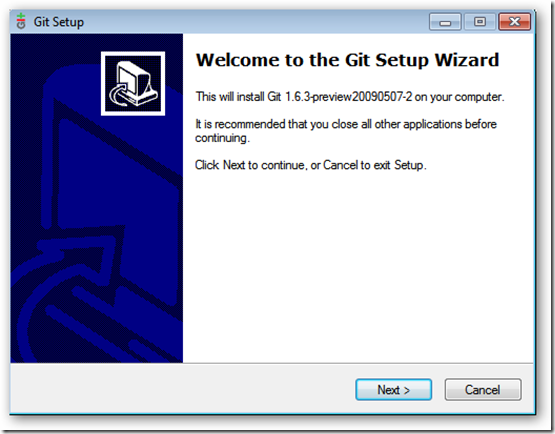 Git Setup
Welcome to the Git Setup Wizard
This will install Git 1.6.3-preview20090507-2 on your computer.
It is recommended that you close all other applications before
continuing.
Click Next to continue, or Cancel to exit Setup.
Next >
Cancel